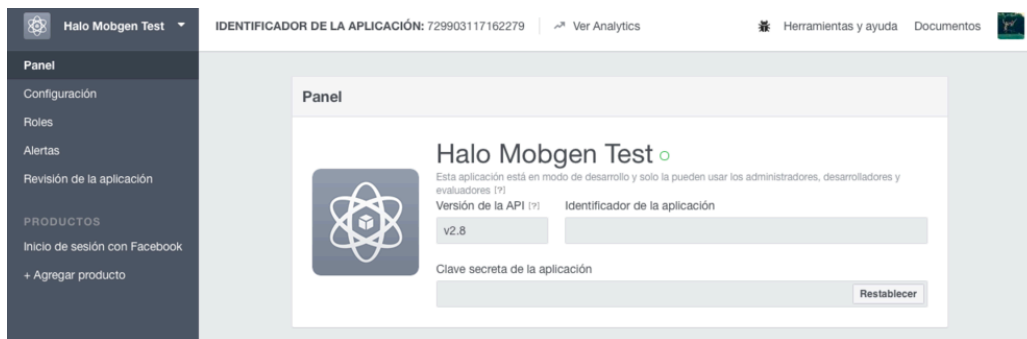 Halo Mobgen Test
IDENTIFICADOR DE LA APLICACIÓN: 729903117162279
Ver Analytics
Herramientas y ayuda
Documentos
Panel
Configuración
Roles
Alertas
Revisión de la aplicación
PRODUCTOS
Inicio de sesión con Facebook
+ Agregar producto
Panel
Halo Mobgen Test
Esta aplicación está en modo de desarrollo y solo la pueden usar los administradores, desarrolladores y
evaluadores [?]
Versión de la API [?]
Identificador de la aplicación
v2.8
Clave secreta de la aplicación
Restablecer